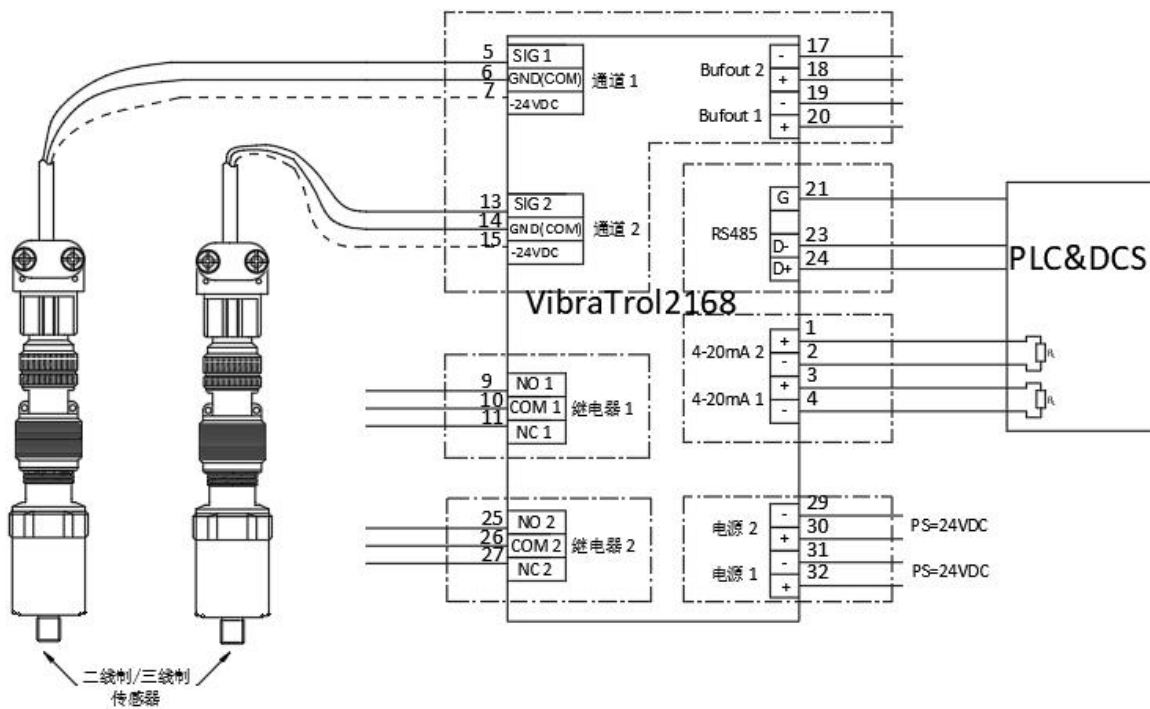 5
SIG 1
6
GND(COM)
7
-24VDC
通道 1
Bufout 2
-
17
+
18
Bufout 1
-
19
+
20
13
SIG 2
14
GND(COM)
15
-24VDC
通道 2
RS485
G
21
D-
23
D+
24
PLC&DCS
VibraTrol2168
4-20mA 2
+
1
-
2
4-20mA 1
+
3
-
4
RL
RL
9
NO 1
10
COM 1
11
NC 1
继电器 1
25
NO 2
26
COM 2
27
NC 2
继电器 2
电源 2
-
29
+
30
PS=24VDC
电源 1
-
31
+
32
PS=24VDC
二线制/三线制
传感器